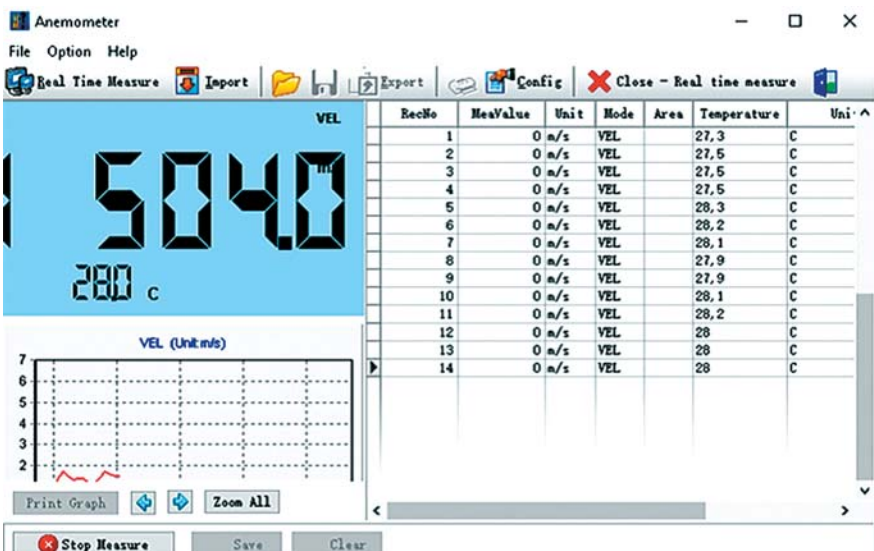 Anemometer
File Option Help
Real Time Measure Import Export Config Close - Real time measure
VEL
504.0
28.0 C
VEL (Unit:m/s)
7
6
5
4
3
2
Print Graph Zoom All
RecNo MeaValue Unit Mode Area Temperature Uni
1 0 m/s VEL 27,3 C
2 0 m/s VEL 27,5 C
3 0 m/s VEL 27,5 C
4 0 m/s VEL 27,5 C
5 0 m/s VEL 28,3 C
6 0 m/s VEL 28,2 C
7 0 m/s VEL 28,1 C
8 0 m/s VEL 27,9 C
9 0 m/s VEL 27,9 C
10 0 m/s VEL 28,1 C
11 0 m/s VEL 28,2 C
12 0 m/s VEL 28 C
13 0 m/s VEL 28 C
14 0 m/s VEL 28 C
Stop Measure Save Clear